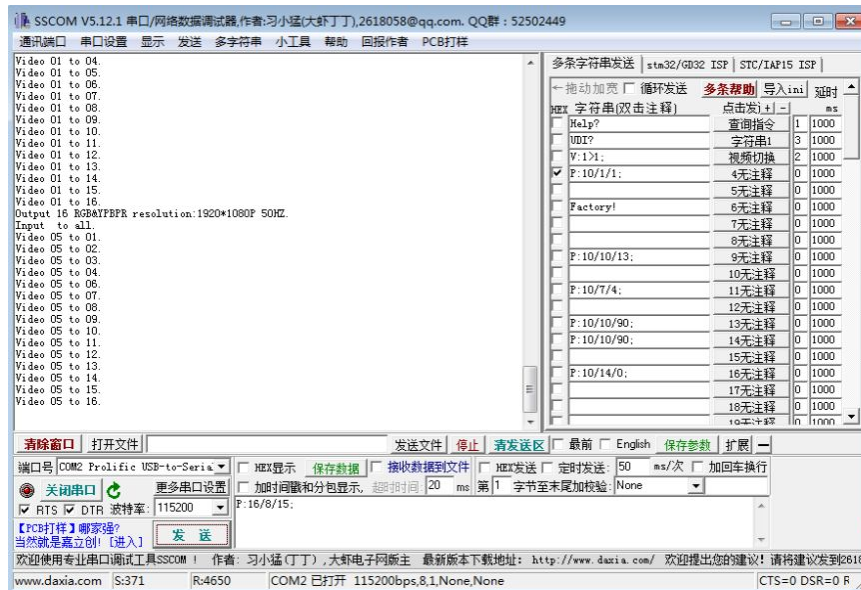 SSCOM V5.12.1 串口/网络数据调试器,作者:习小猛(大虾丁丁),2618058@qq.com. QQ群：52502449
通讯端口 串口设置 显示 发送 多字符串 小工具 帮助 回报作者 PCB打样
Video 01 to 04.
Video 01 to 05.
Video 01 to 06.
Video 01 to 07.
Video 01 to 08.
Video 01 to 09.
Video 01 to 10.
Video 01 to 11.
Video 01 to 12.
Video 01 to 13.
Video 01 to 14.
Video 01 to 15.
Video 01 to 16.
Output 16 RGB&YPBPR resolution:1920*1080P 50HZ.
Input to all.
Video 05 to 01.
Video 05 to 02.
Video 05 to 03.
Video 05 to 04.
Video 05 to 06.
Video 05 to 07.
Video 05 to 08.
Video 05 to 09.
Video 05 to 10.
Video 05 to 11.
Video 05 to 12.
Video 05 to 13.
Video 05 to 14.
Video 05 to 15.
Video 05 to 16.
多条字符串发送 stm32/GD32 ISP STC/IAP15 ISP
←拖动加宽 循环发送 多条帮助 导入ini 延时
HEX 字符串(双击注释) 点击发 + - ms
Help? 查询指令 1 1000
UDI? 字符串1 3 1000
V:1>1; 视频切换 2 1000
P:10/1/1; 4无注释 0 1000
5无注释 0 1000
Factory! 6无注释 0 1000
7无注释 0 1000
8无注释 0 1000
P:10/10/13; 9无注释 0 1000
10无注释 0 1000
P:10/7/4; 11无注释 0 1000
12无注释 0 1000
P:10/10/90; 13无注释 0 1000
P:10/10/90; 14无注释 0 1000
15无注释 0 1000
P:10/14/0; 16无注释 0 1000
17无注释 0 1000
18无注释 0 1000
19无注释 0 1000
清除窗口 打开文件 发送文件 停止 清发送区 最前 English 保存参数 扩展 —
端口号 COM2 Prolific USB-to-Seria HEX显示 保存数据 接收数据到文件 HEX发送 定时发送: 50 ms/次 加回车换行
关闭串口 更多串口设置 加时间戳和分包显示, 超时时间: 20 ms 第 1 字节至末尾加校验: None
RTS DTR 波特率: 115200 P:16/8/15;
【PCB打样】哪家强?
当然就是嘉立创! [进入]
发 送
欢迎使用专业串口调试工具SSCOM ! 作者：习小猛(丁丁),大虾电子网版主 最新版本下载地址：http://www.daxia.com/ 欢迎提出您的建议！请将建议发到2618
www.daxia.com S:371 R:4650 COM2 已打开 115200bps,8,1,None,None CTS=0 DSR=0 R